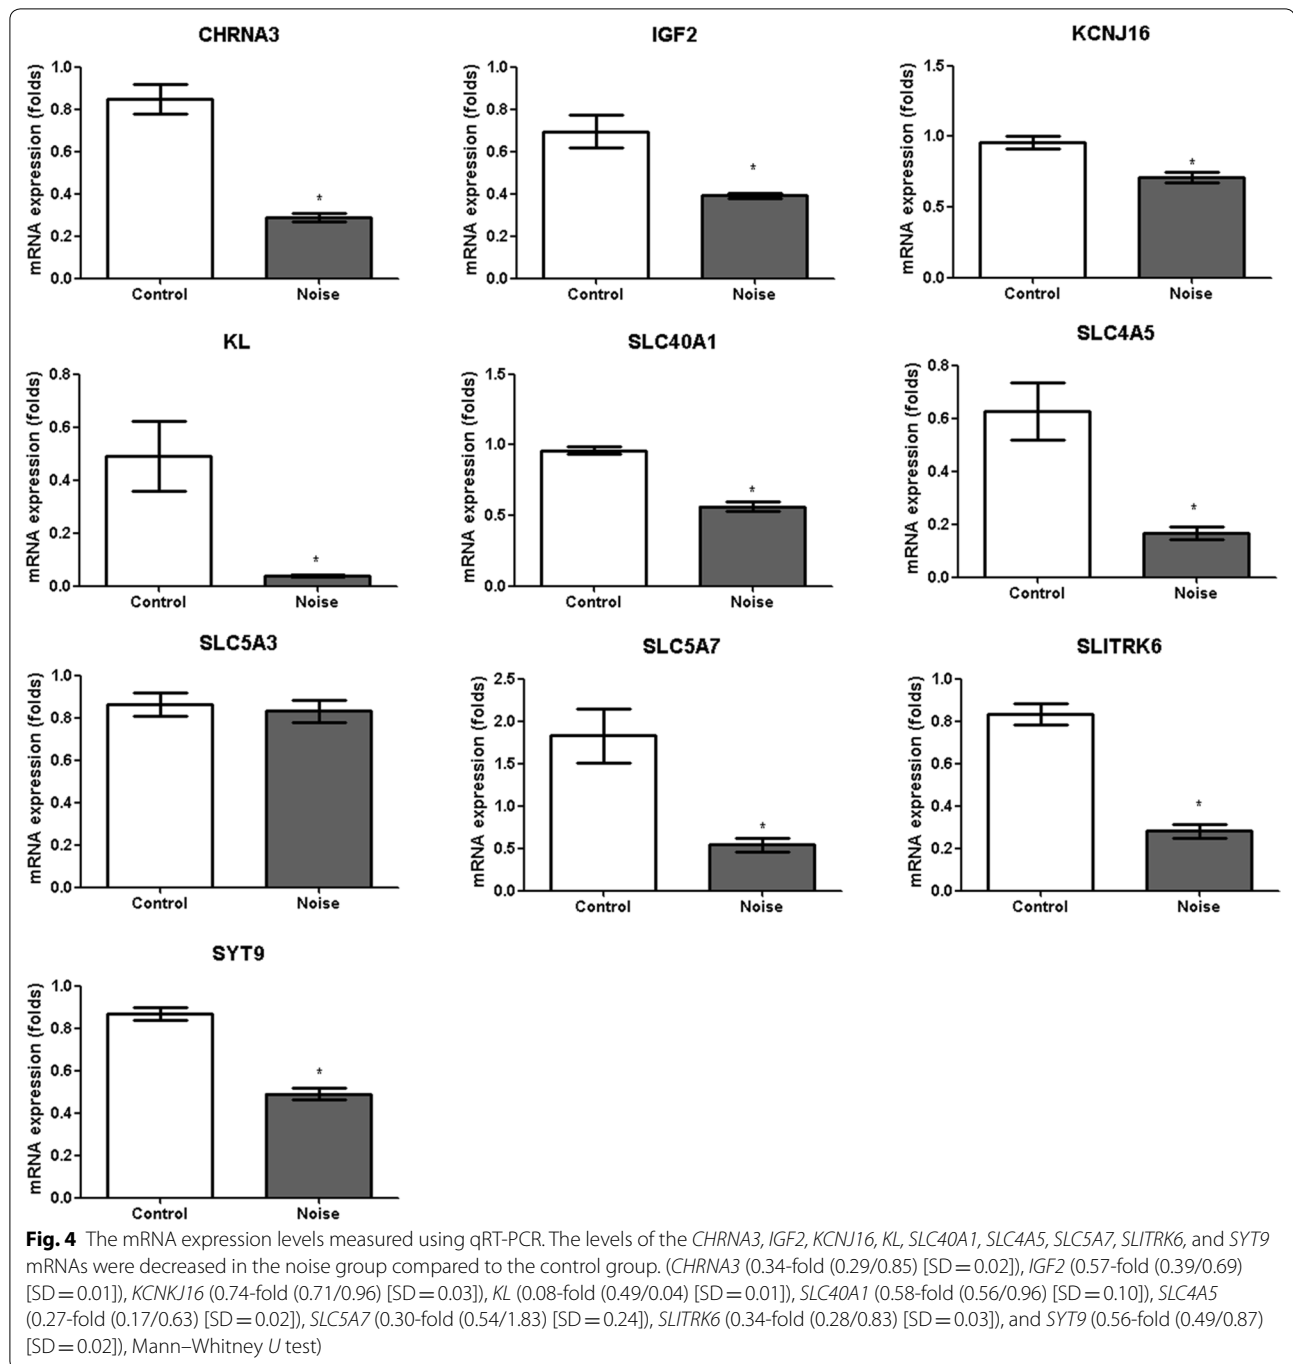 CHRNA3
mRNA expression (folds)
1.0
0.8
0.6
0.4
0.2
0.0
*
Control
Noise
IGF2
mRNA expression (folds)
1.0
0.8
0.6
0.4
0.2
0.0
*
Control
Noise
KCNJ16
mRNA expression (folds)
1.5
1.0
0.5
0.0
*
Control
Noise
KL
mRNA expression (folds)
0.8
0.6
0.4
0.2
0.0
*
Control
Noise
SLC40A1
mRNA expression (folds)
1.5
1.0
0.5
0.0
*
Control
Noise
SLC4A5
mRNA expression (folds)
0.8
0.6
0.4
0.2
0.0
*
Control
Noise
SLC5A3
mRNA expression (folds)
1.0
0.8
0.6
0.4
0.2
0.0
Control
Noise
SLC5A7
mRNA expression (folds)
2.5
2.0
1.5
1.0
0.5
0.0
*
Control
Noise
SLITRK6
mRNA expression (folds)
1.0
0.8
0.6
0.4
0.2
0.0
*
Control
Noise
SYT9
mRNA expression (folds)
1.0
0.8
0.6
0.4
0.2
0.0
*
Control
Noise
Fig. 4 The mRNA expression levels measured using qRT-PCR. The levels of the CHRNA3, IGF2, KCNJ16, KL, SLC40A1, SLC4A5, SLC5A7, SLITRK6, and SYT9
mRNAs were decreased in the noise group compared to the control group. (CHRNA3 (0.34-fold (0.29/0.85) [SD = 0.02]), IGF2 (0.57-fold (0.39/0.69)
[SD = 0.01]), KCNKJ16 (0.74-fold (0.71/0.96) [SD = 0.03]), KL (0.08-fold (0.49/0.04) [SD = 0.01]), SLC40A1 (0.58-fold (0.56/0.96) [SD = 0.10]), SLC4A5
(0.27-fold (0.17/0.63) [SD = 0.02]), SLC5A7 (0.30-fold (0.54/1.83) [SD = 0.24]), SLITRK6 (0.34-fold (0.28/0.83) [SD = 0.03]), and SYT9 (0.56-fold (0.49/0.87)
[SD = 0.02]), Mann–Whitney U test)